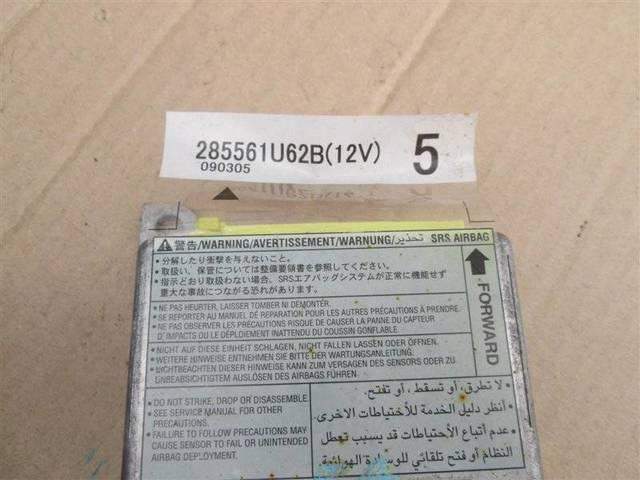 285561U62B(12V) 5
090305
警告/WARNING/AVERTISSEMENT/WARNUNG/تحذير SRS AIRBAG
FORWARD
• 分解したり衝撃を与えないこと。
• 取扱い、保管については整備要領書を参照してください。
• 指示どおり取扱わない場合、SRSエアバッグシステムが正常に機能せず
重大な事故につながる恐れがあります。
• NE PAS HEURTER, LAISSER TOMBER NI DÉMONTER.
• SE REPORTER AU MANUEL DE RÉPARATION POUR LES AUTRES PRÉCAUTIONS À PRENDRE.
• NE PAS OBSERVER LES PRÉCAUTIONS RISQUE DE CAUSER LA PANNE DU CAPTEUR
D'IMPACTS OU LE DÉPLOIEMENT INATTENDU DU COUSSIN GONFLABLE.
• NICHT AUF DIESE EINHEIT SCHLAGEN, NICHT FALLEN LASSEN ODER ÖFFNEN.
• WEITERE HINWEISE ENTNEHMEN SIE BITTE DER WARTUNGSANLEITUNG.
• NICHTBEACHTEN DIESER HINWEISE KANN ZUM VERSAGEN DES SENSORS ODER ZU
UNBEABSICHTIGTEM AUSLÖSEN DES AIRBAGS FÜHREN.
• DO NOT STRIKE, DROP OR DISASSEMBLE.
• SEE SERVICE MANUAL FOR OTHER
PRECAUTIONS.
• FAILURE TO FOLLOW PRECAUTIONS MAY
CAUSE SENSOR TO FAIL OR UNINTENDED
AIRBAG DEPLOYMENT.
• لا تطرق، أو تسقط، أو تفتح.
• أنظر دليل الخدمة للأختياطات الاخرى.
• عدم أتباع الأحتياطات قد يسبب تعطل
النظام أو فتح تلقائي للوسادة الهوائية.